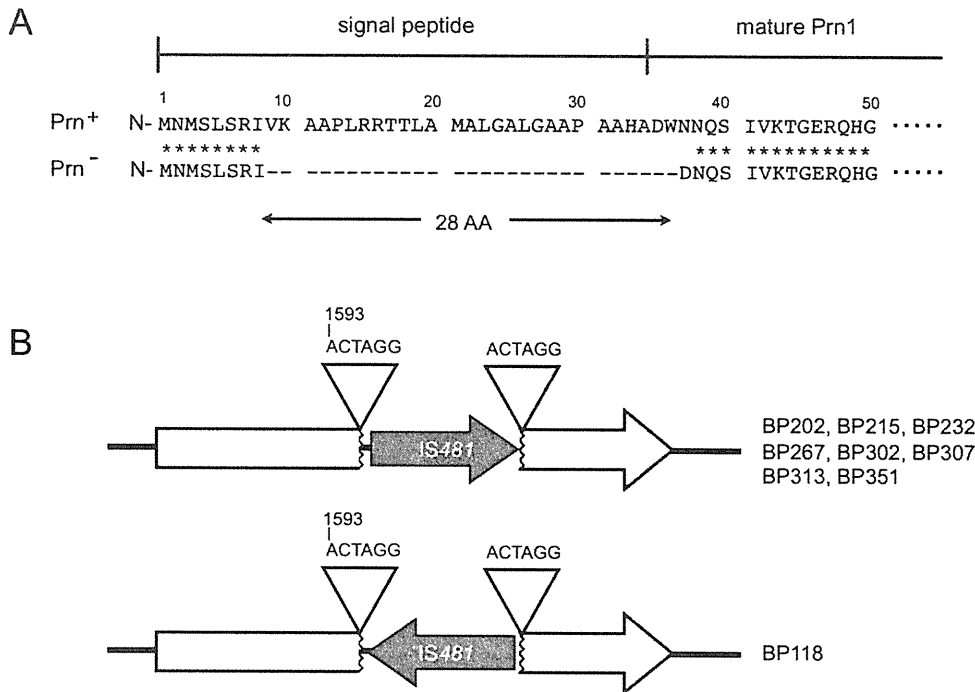 A
signal peptide
mature Prn1
1 10 20 30 40 50
Prn+ N- MNMSLSRIVK AAPLRRTTLA MALGALGAAP AAHADWNNQS IVKTGERQHG ·····
******** *** **********
Prn- N- MNMSLSRI-- ---------- ---------- ------DNQS IVKTGERQHG ·····
28 AA
B
1593
ACTAGG ACTAGG
IS481
BP202, BP215, BP232
BP267, BP302, BP307
BP313, BP351
1593
ACTAGG ACTAGG
IS481
BP118